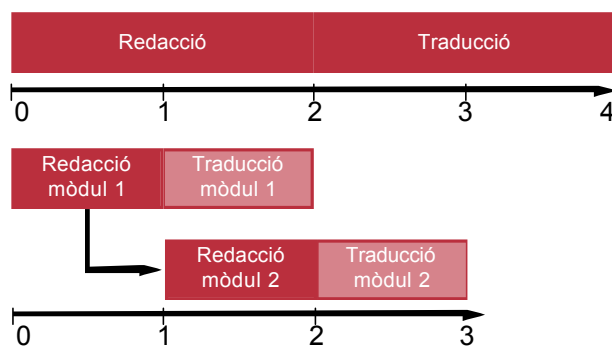 Redacció Traducció
0 1 2 3 4
Redacció Traducció
mòdul 1 mòdul 1
Redacció Traducció
mòdul 2 mòdul 2
0 1 2 3